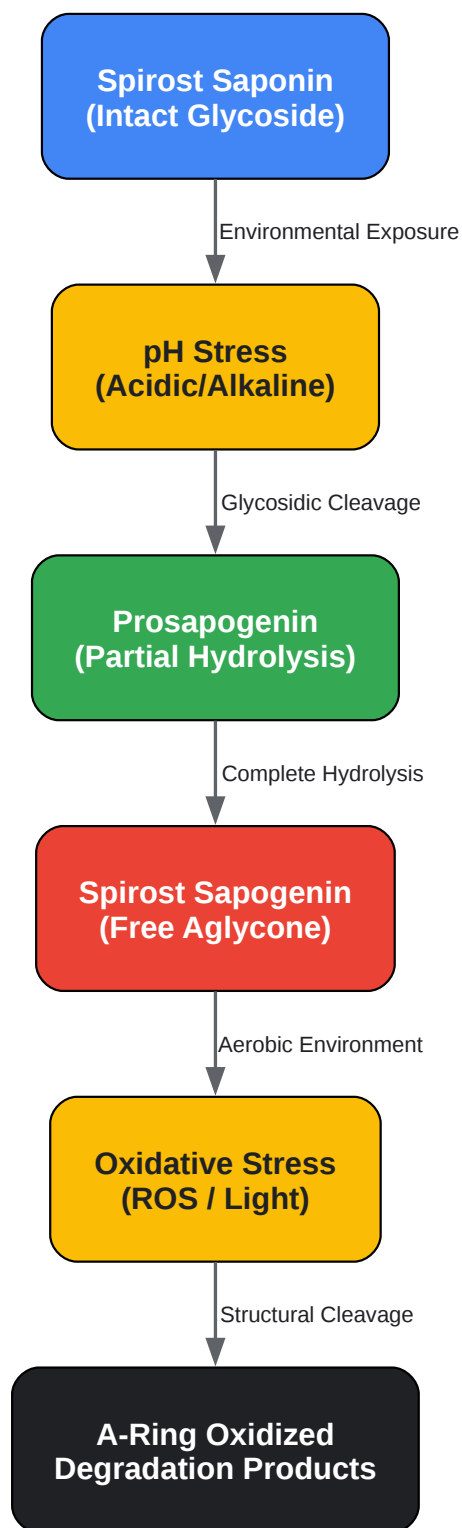 Spirost Saponin
(Intact Glycoside)
Environmental Exposure
pH Stress
(Acidic/Alkaline)
Glycosidic Cleavage
Prosapogenin
(Partial Hydrolysis)
Complete Hydrolysis
Spirost Sapogenin
(Free Aglycone)
Aerobic Environment
Oxidative Stress
(ROS / Light)
Structural Cleavage
A-Ring Oxidized
Degradation Products